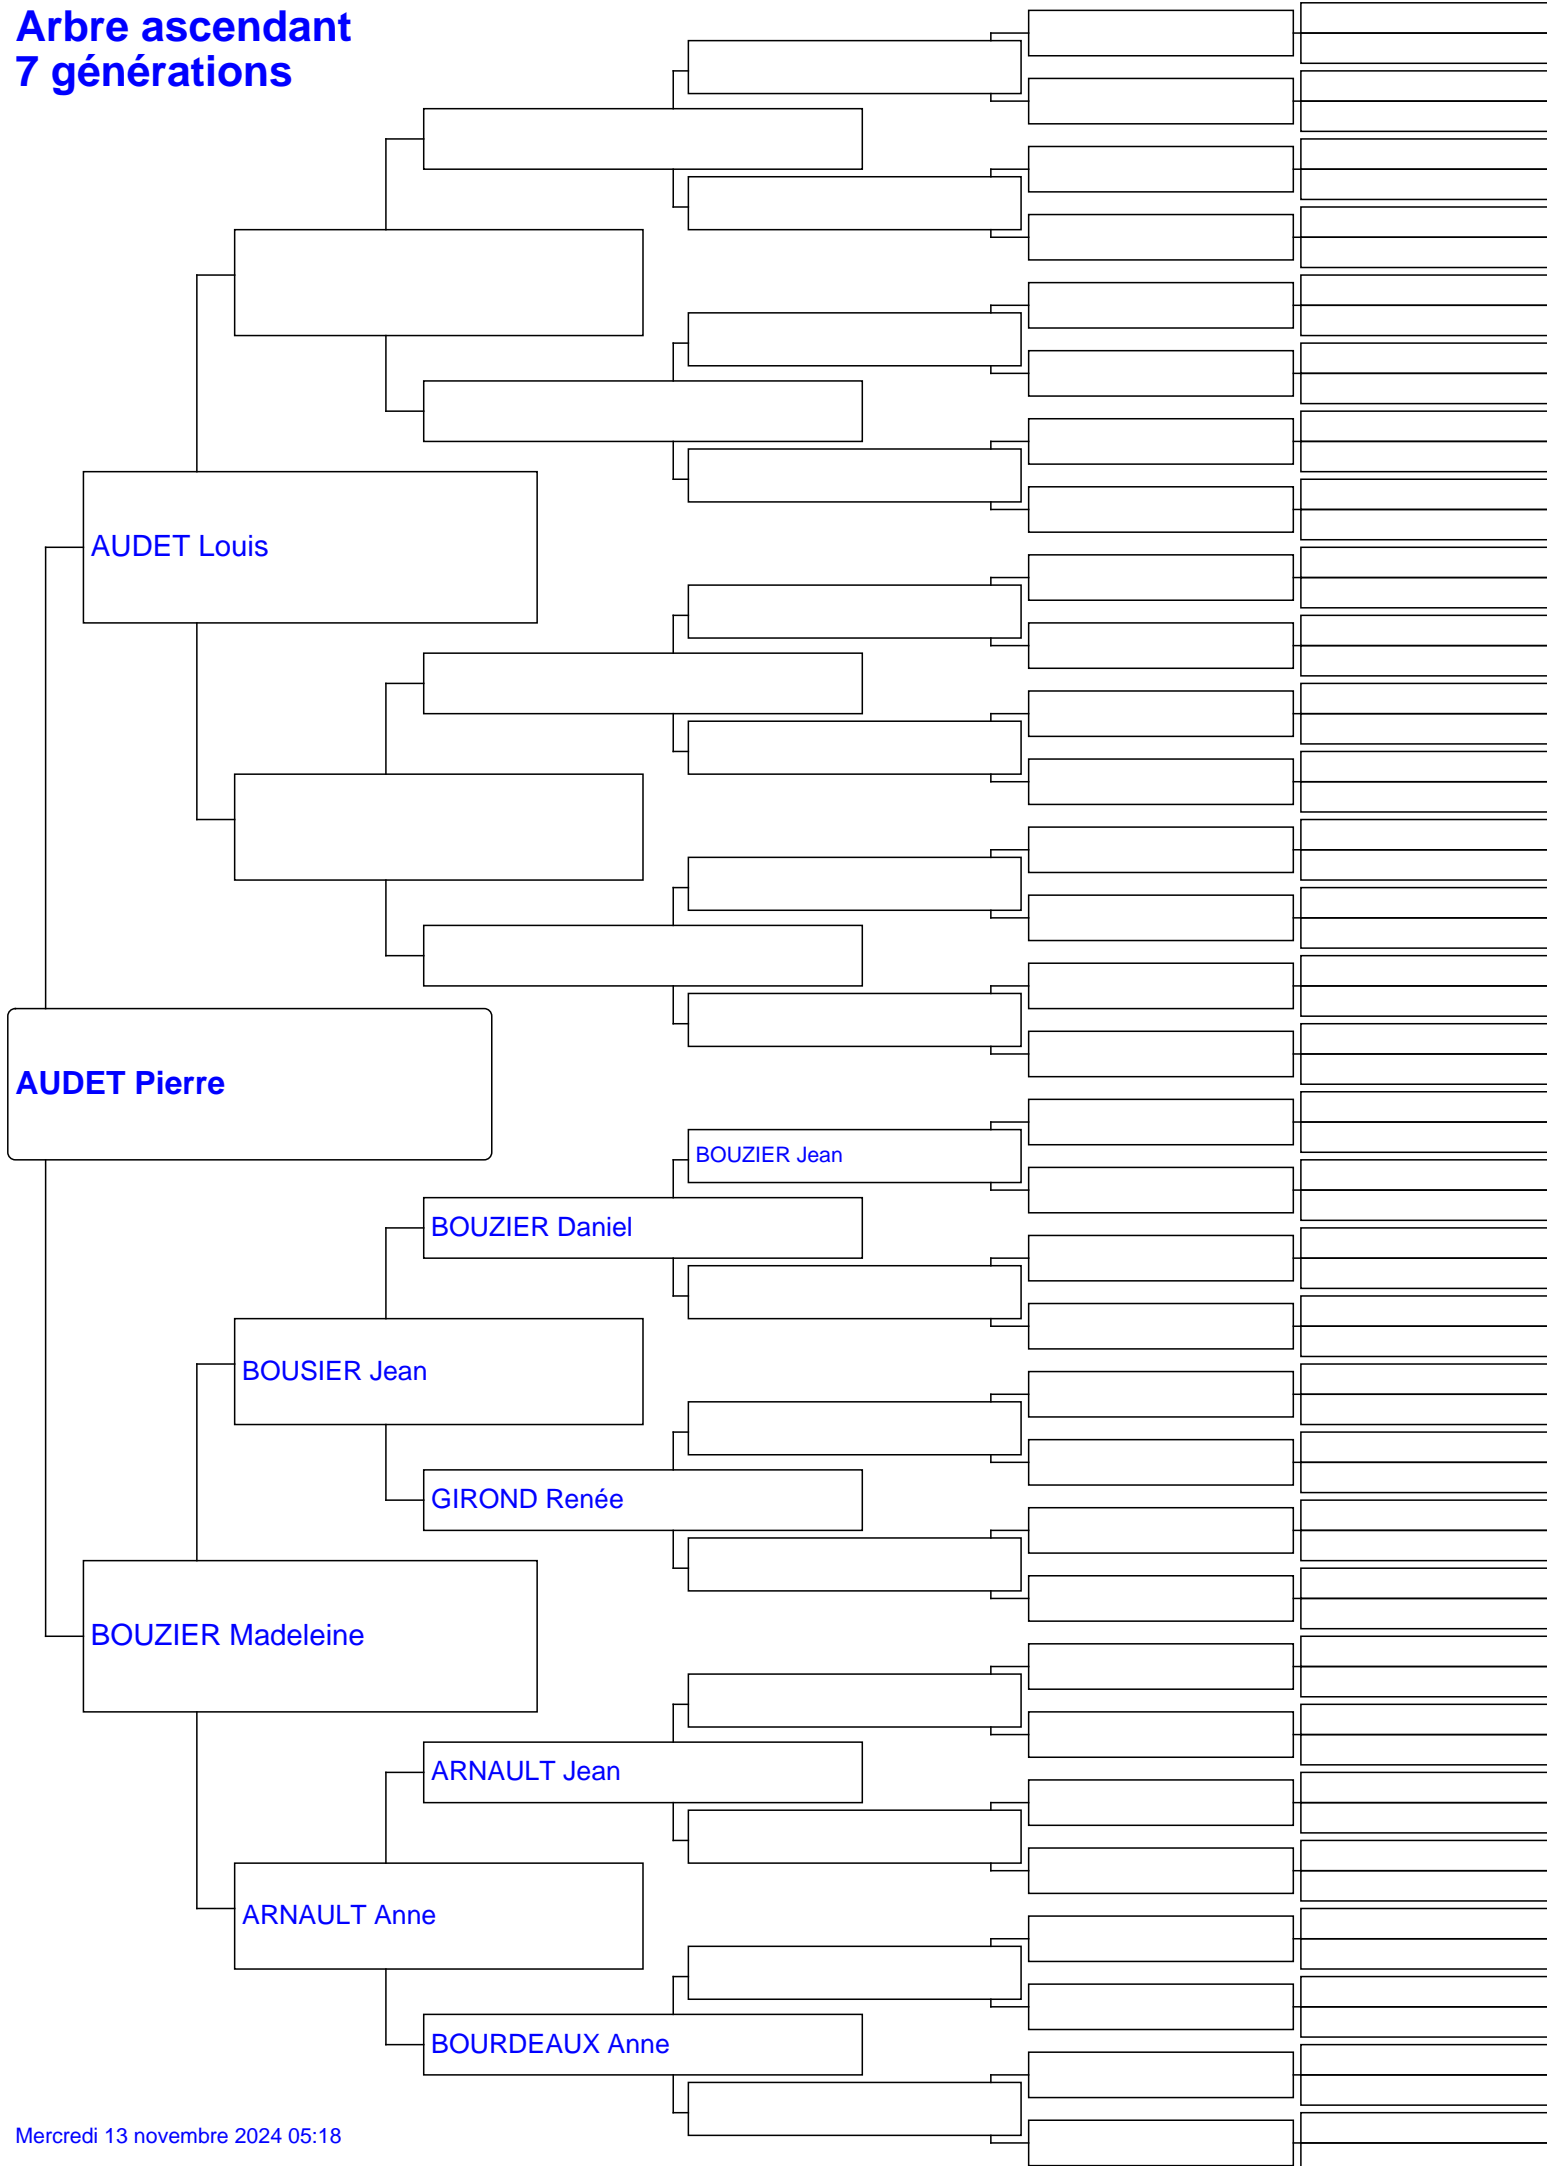 Arbre ascendant
7 générations
AUDET Louis
AUDET Pierre
BOUZIER Jean
BOUZIER Daniel
BOUSIER Jean
GIROND Renée
BOUZIER Madeleine
ARNAULT Jean
ARNAULT Anne
BOURDEAUX Anne
Mercredi 13 novembre 2024 05:18